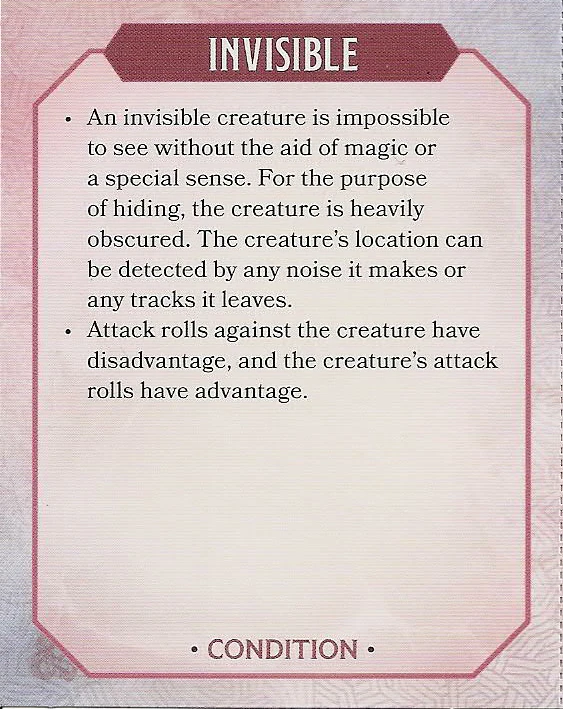 INVISIBLE
• An invisible creature is impossible
to see without the aid of magic or
a special sense. For the purpose
of hiding, the creature is heavily
obscured. The creature’s location can
be detected by any noise it makes or
any tracks it leaves.
• Attack rolls against the creature have
disadvantage, and the creature’s attack
rolls have advantage.
• CONDITION •